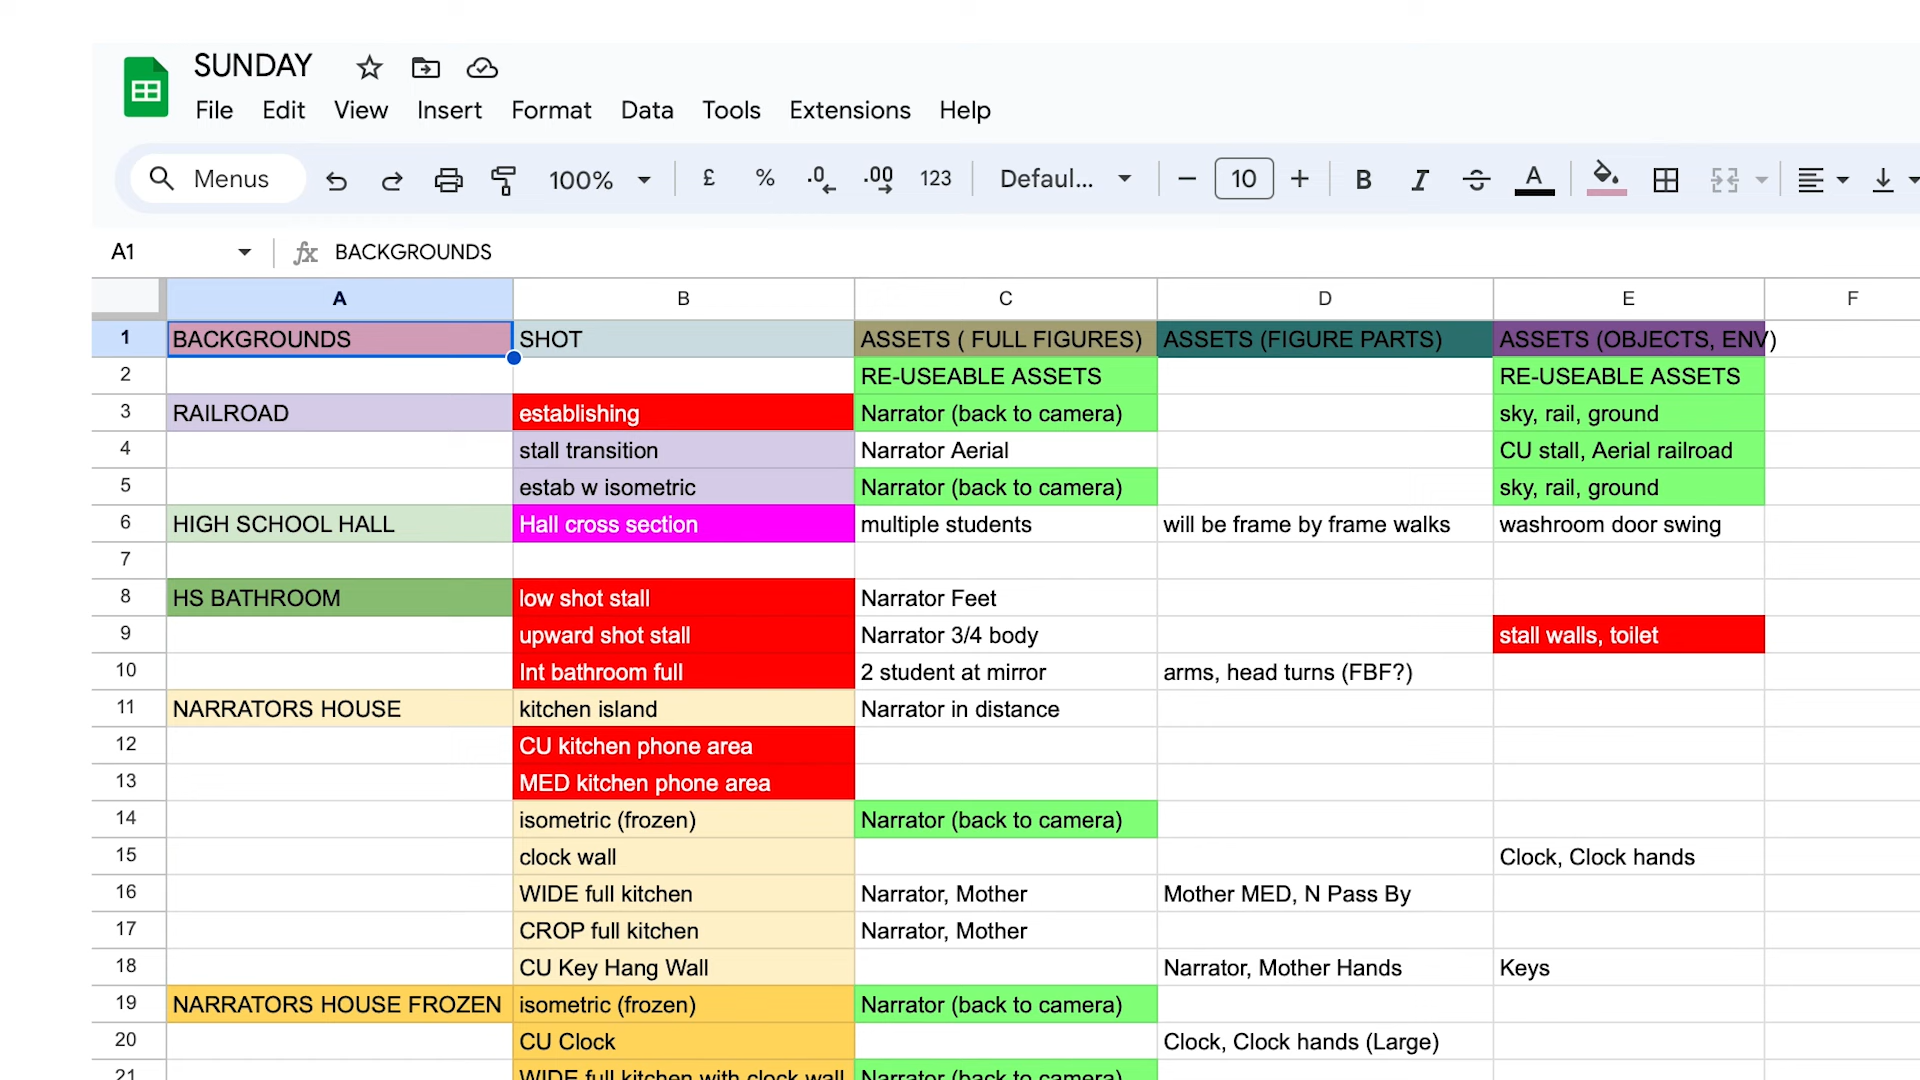 SUNDAY
File Edit View Insert Format Data Tools Extensions Help
Menus 100% £ % .0 .00 123 Defaul... 10 B I S A
A1 fx BACKGROUNDS
A B C D E F
1 BACKGROUNDS SHOT ASSETS ( FULL FIGURES) ASSETS (FIGURE PARTS) ASSETS (OBJECTS, ENV)
2 RE-USEABLE ASSETS RE-USEABLE ASSETS
3 RAILROAD establishing Narrator (back to camera) sky, rail, ground
4 stall transition Narrator Aerial CU stall, Aerial railroad
5 estab w isometric Narrator (back to camera) sky, rail, ground
6 HIGH SCHOOL HALL Hall cross section multiple students will be frame by frame walks washroom door swing
7
8 HS BATHROOM low shot stall Narrator Feet
9 upward shot stall Narrator 3/4 body stall walls, toilet
10 Int bathroom full 2 student at mirror arms, head turns (FBF?)
11 NARRATORS HOUSE kitchen island Narrator in distance
12 CU kitchen phone area
13 MED kitchen phone area
14 isometric (frozen) Narrator (back to camera)
15 clock wall Clock, Clock hands
16 WIDE full kitchen Narrator, Mother Mother MED, N Pass By
17 CROP full kitchen Narrator, Mother
18 CU Key Hang Wall Narrator, Mother Hands Keys
19 NARRATORS HOUSE FROZEN isometric (frozen) Narrator (back to camera)
20 CU Clock Clock, Clock hands (Large)
21 WIDE full kitchen with clock wall Narrator (back to camera)